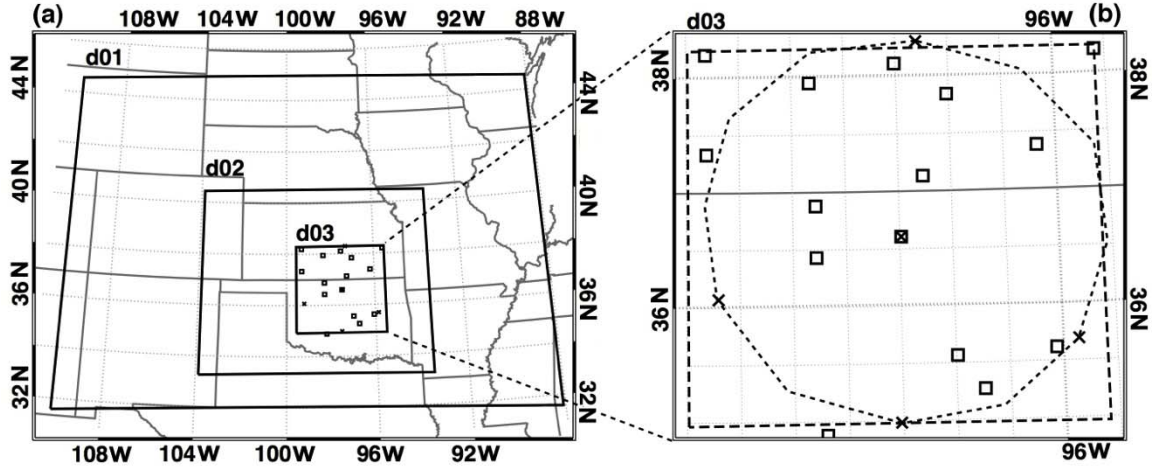 (a) 108W 104W 100W 96W 92W 88W
d01
44N 44N
d02
40N 40N
d03
36N 36N
32N 32N
108W 104W 100W 96W 92W
d03 96W (b)
38N 38N
36N 36N
96W